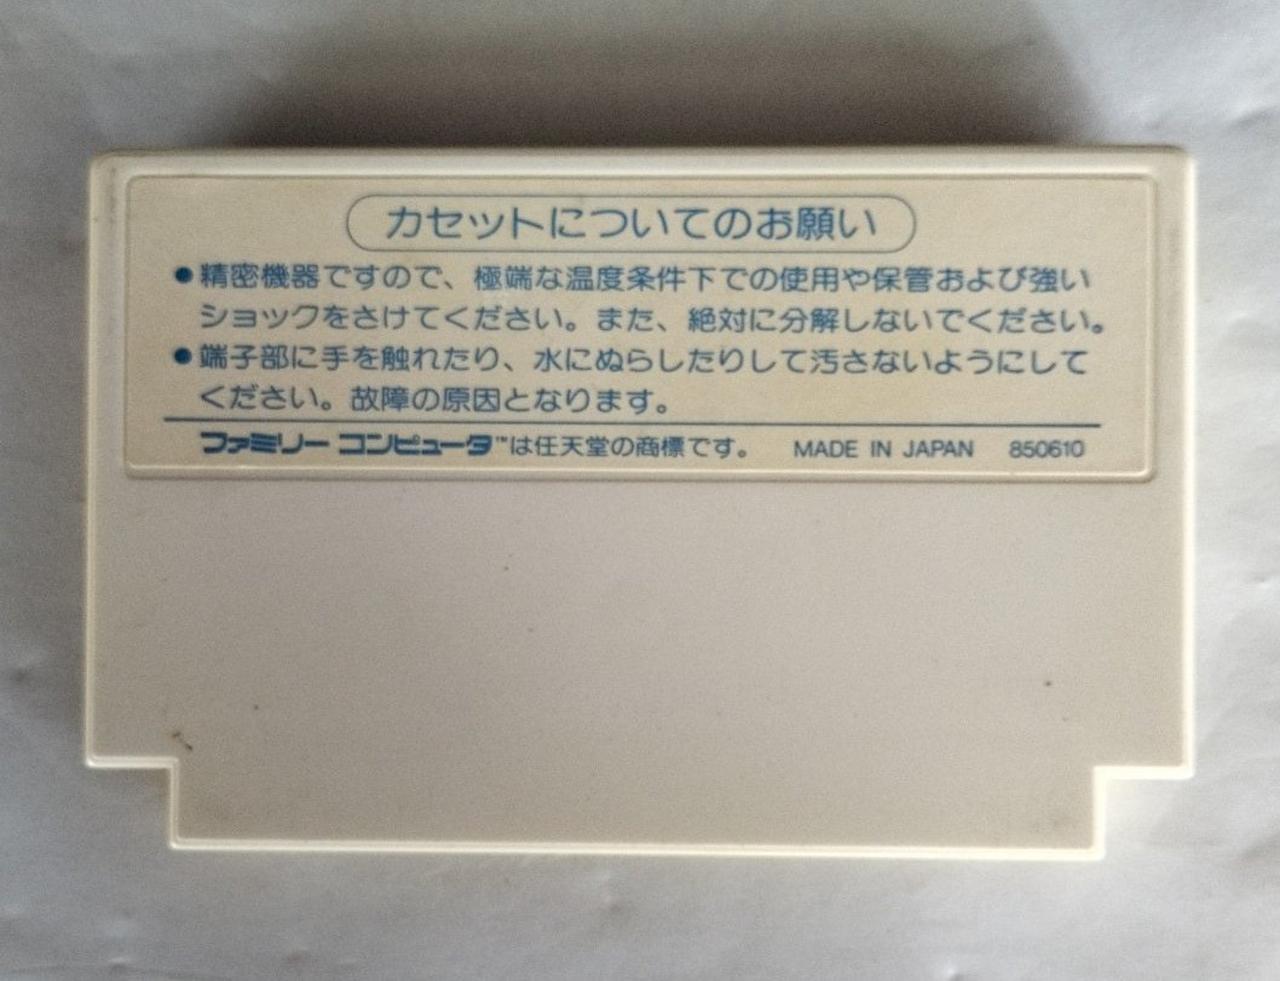 カセットについてのお願い
●精密機器ですので、極端な温度条件下での使用や保管および強い
ショックをさけてください。また、絶対に分解しないでください。
●端子部に手を触れたり、水にぬらしたりして汚さないようにして
ください。故障の原因となります。
ファミリー コンピュータ™は任天堂の商標です。 MADE IN JAPAN 850610